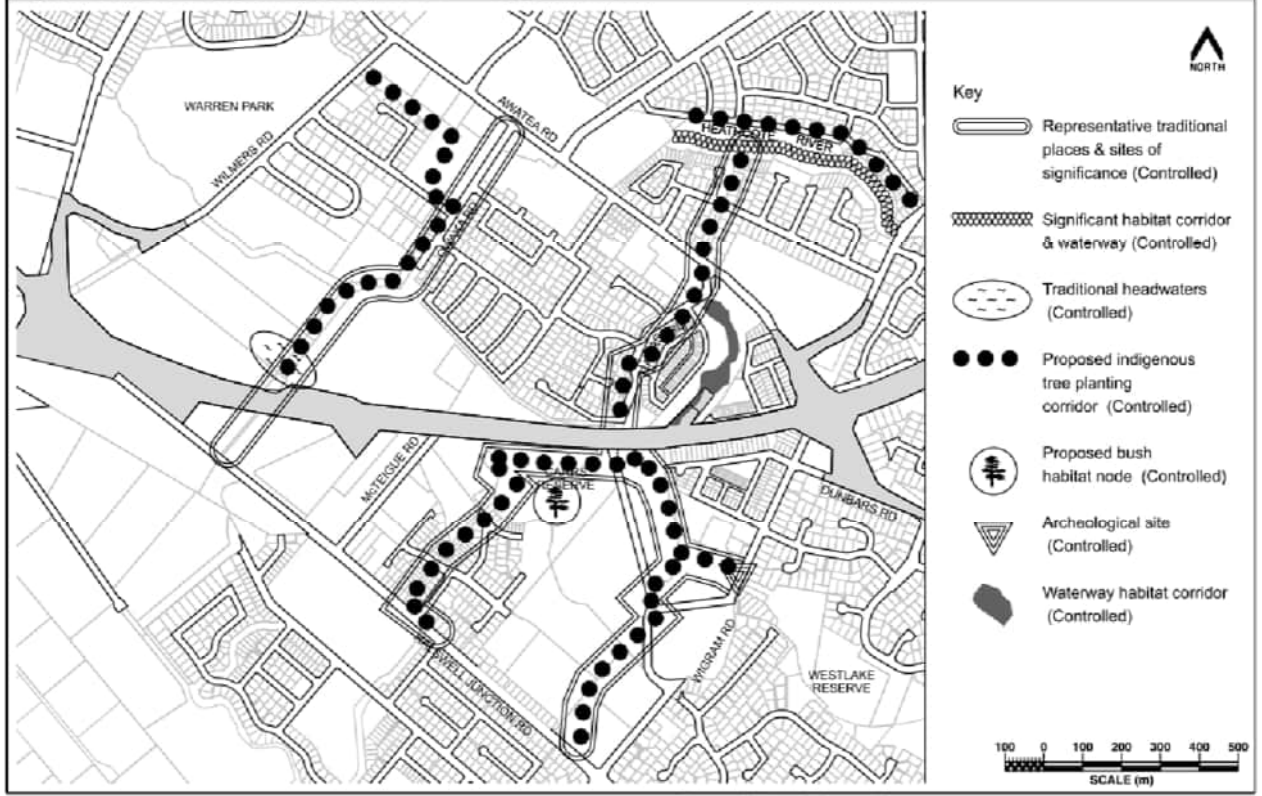 WARREN PARK
WILMERS RD
AWATEA RD
HEATHCOTE
RIVER
McTEIGUE RD
RESERVE
DUNBARS RD
WIGRAM RD
WESTLAKE
RESERVE
JUNCTION RD
NORTH
Key
Representative traditional
places & sites of
significance (Controlled)
Significant habitat corridor
& waterway (Controlled)
Traditional headwaters
(Controlled)
Proposed indigenous
tree planting
corridor (Controlled)
Proposed bush
habitat node (Controlled)
Archeological site
(Controlled)
Waterway habitat corridor
(Controlled)
100 0 100 200 300 400 500
SCALE (m)